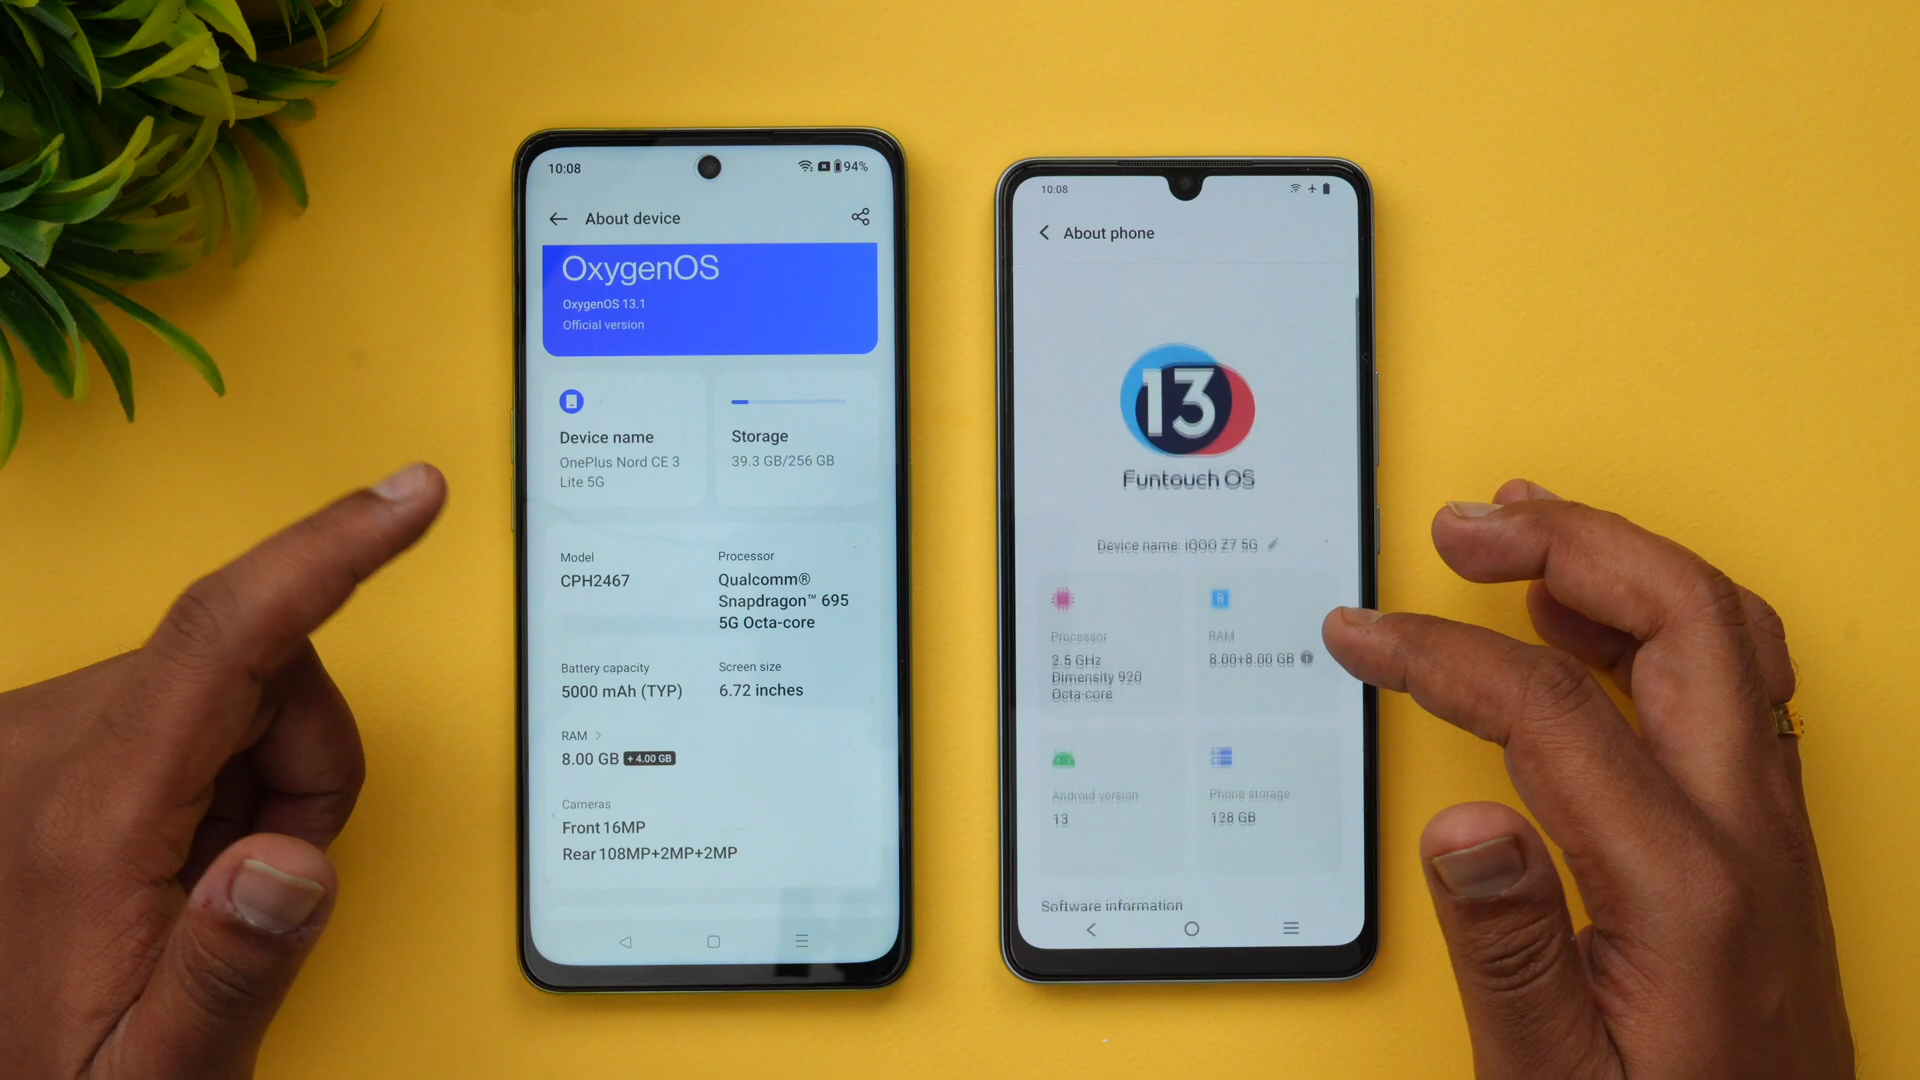 10:08
94%
About device
OxygenOS
OxygenOS 13.1
Official version
Device name
OnePlus Nord CE 3
Lite 5G
Storage
39.3 GB/256 GB
Model
CPH2467
Processor
Qualcomm®
Snapdragon™ 695
5G Octa-core
Battery capacity
5000 mAh (TYP)
Screen size
6.72 inches
RAM
8.00 GB + 4.00 GB
Cameras
Front 16MP
Rear 108MP+2MP+2MP
10:08
About phone
13
Funtouch OS
Device name: iQOO Z7 5G
Processor
2.5 GHz
Dimensity 920
Octa-core
RAM
8.00+8.00 GB
Android version
13
Phone storage
128 GB
Software information